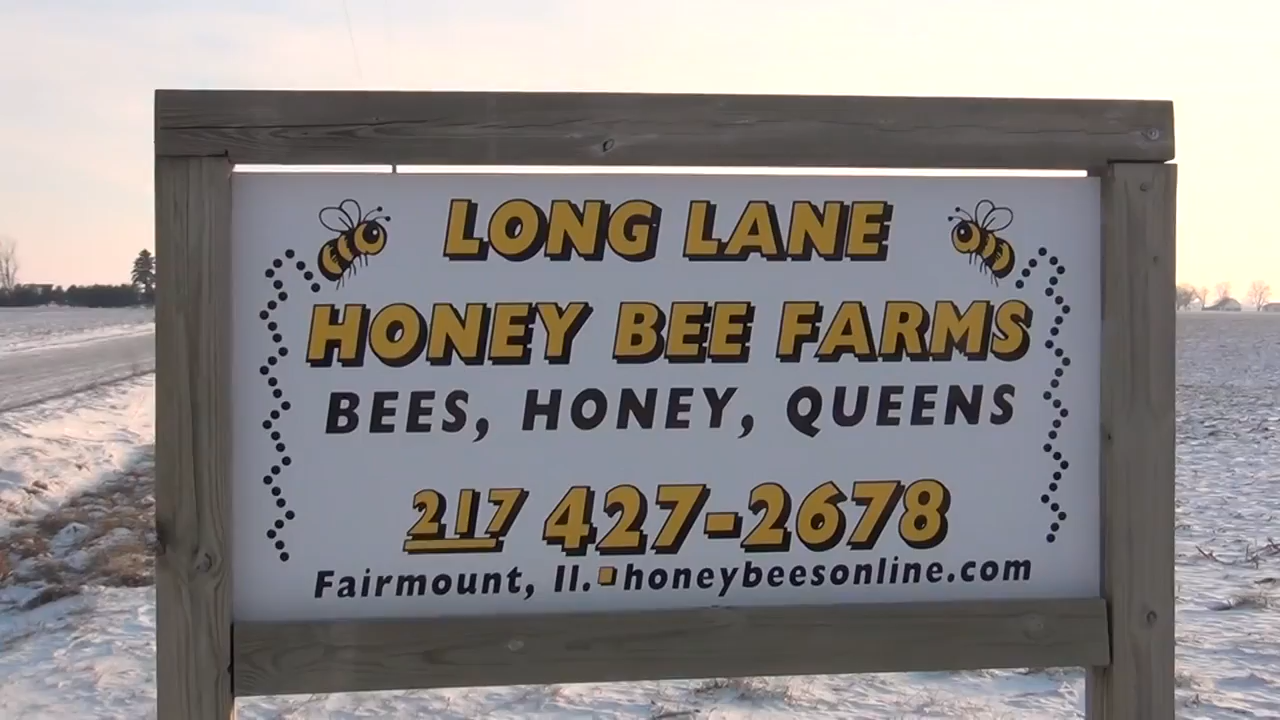 LONG LANE
HONEY BEE FARMS
BEES, HONEY, QUEENS
217 427-2678
Fairmount, Il. honeybeesonline.com